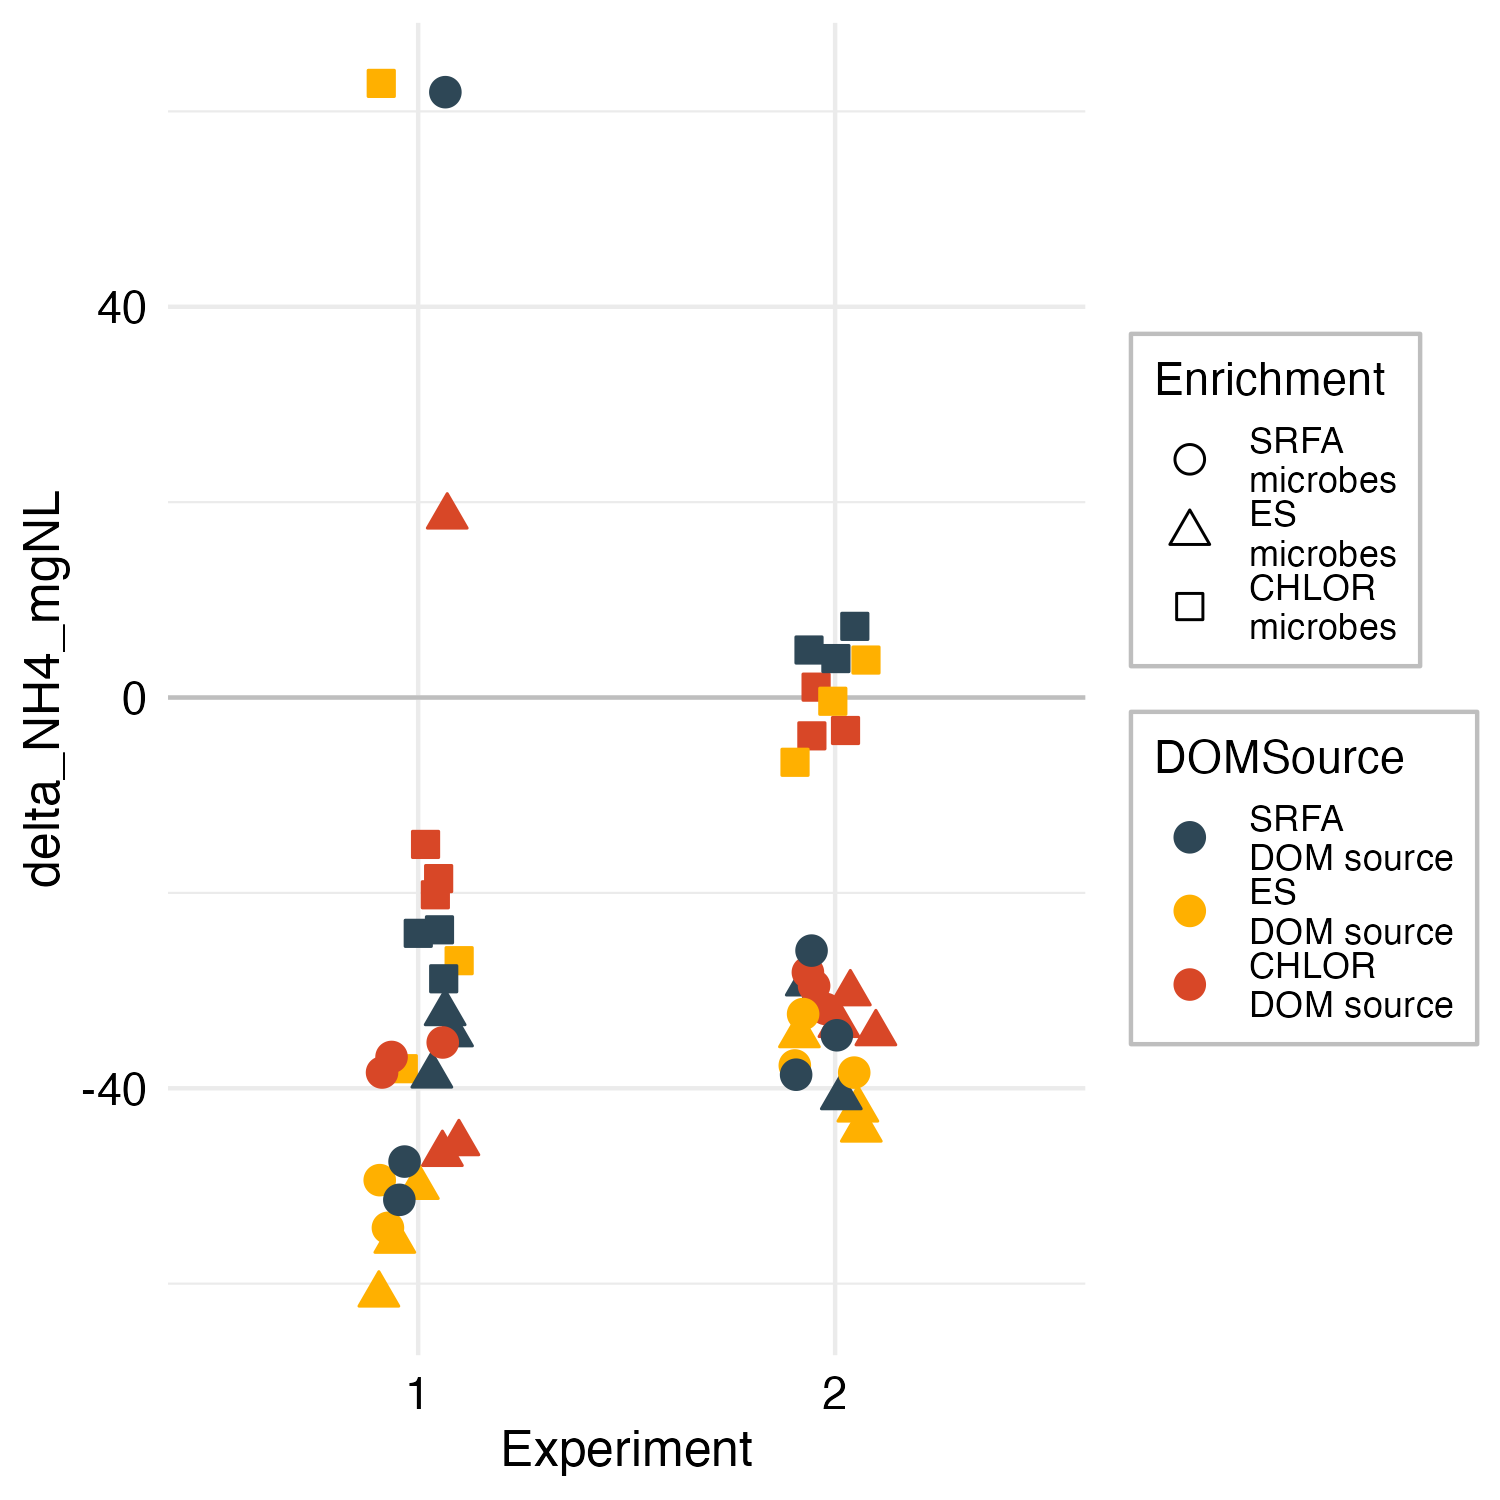 delta_NH4_mgNL
40
0
-40
1
2
Experiment
Enrichment
SRFA
microbes
ES
microbes
CHLOR
microbes
DOMSource
SRFA
DOM source
ES
DOM source
CHLOR
DOM source